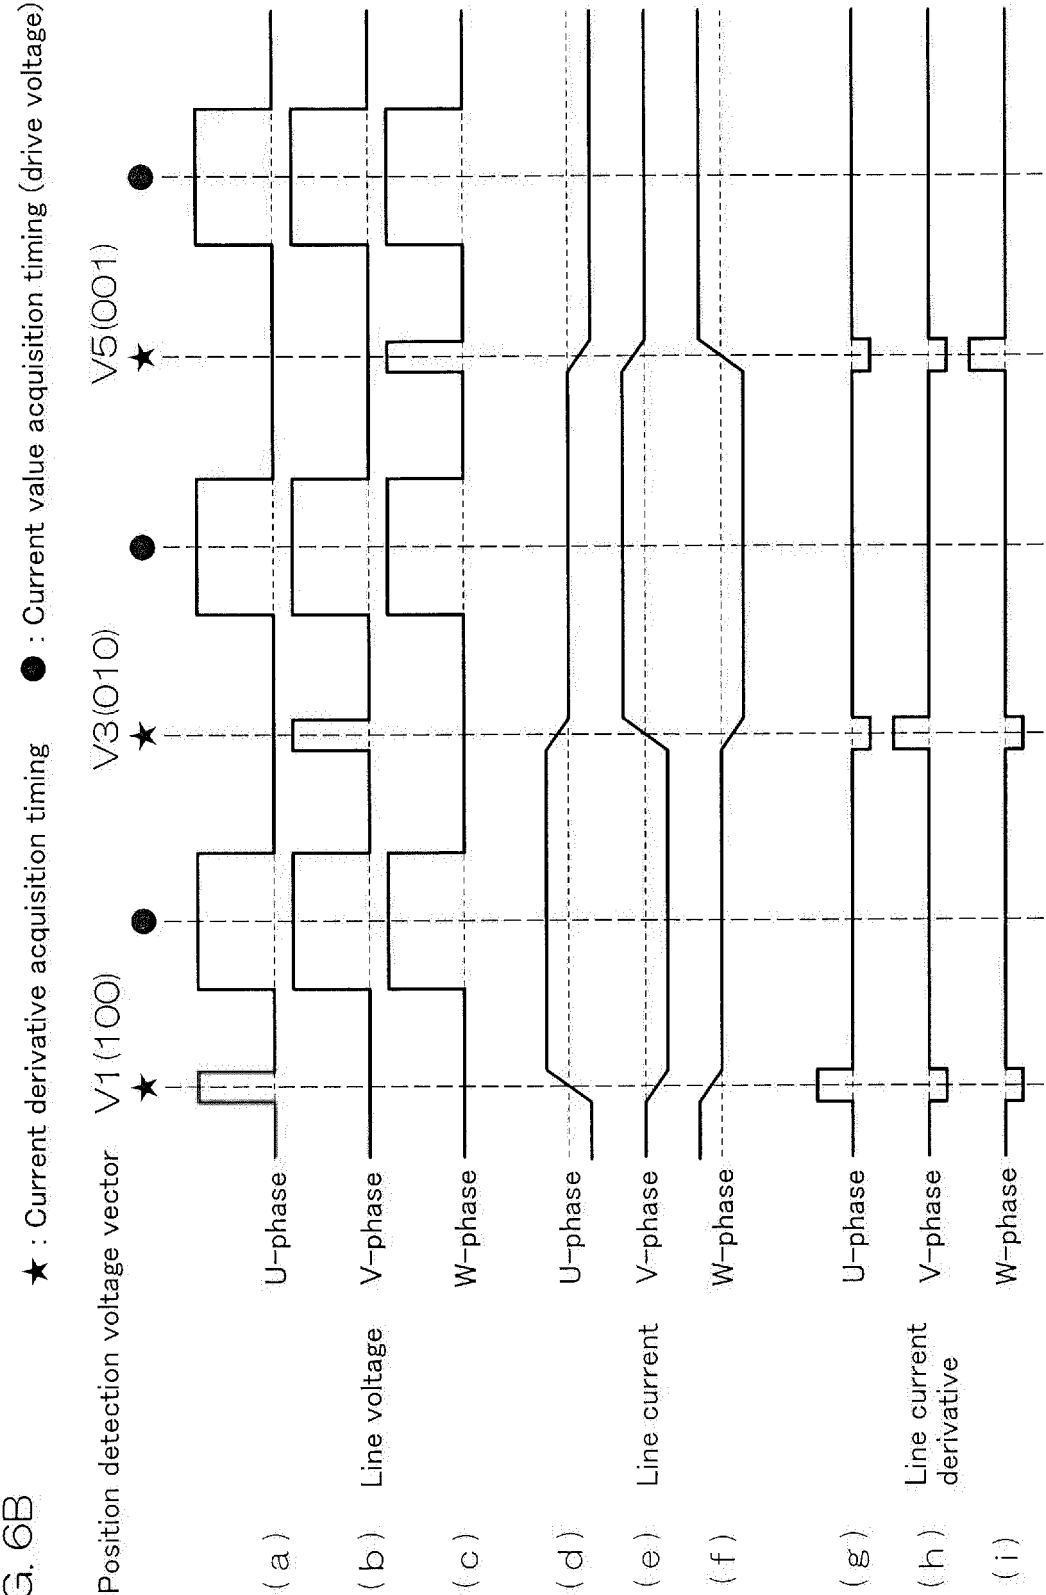 G. 6B
★ : Current derivative acquisition timing ● : Current value acquisition timing (drive voltage)
Position detection voltage vector V1(100) V3(010) V5(001)
(a) U-phase
(b) Line voltage V-phase
(c) W-phase
(d) U-phase
(e) Line current V-phase
(f) W-phase
(g) U-phase
(h) Line current derivative V-phase
(i) W-phase